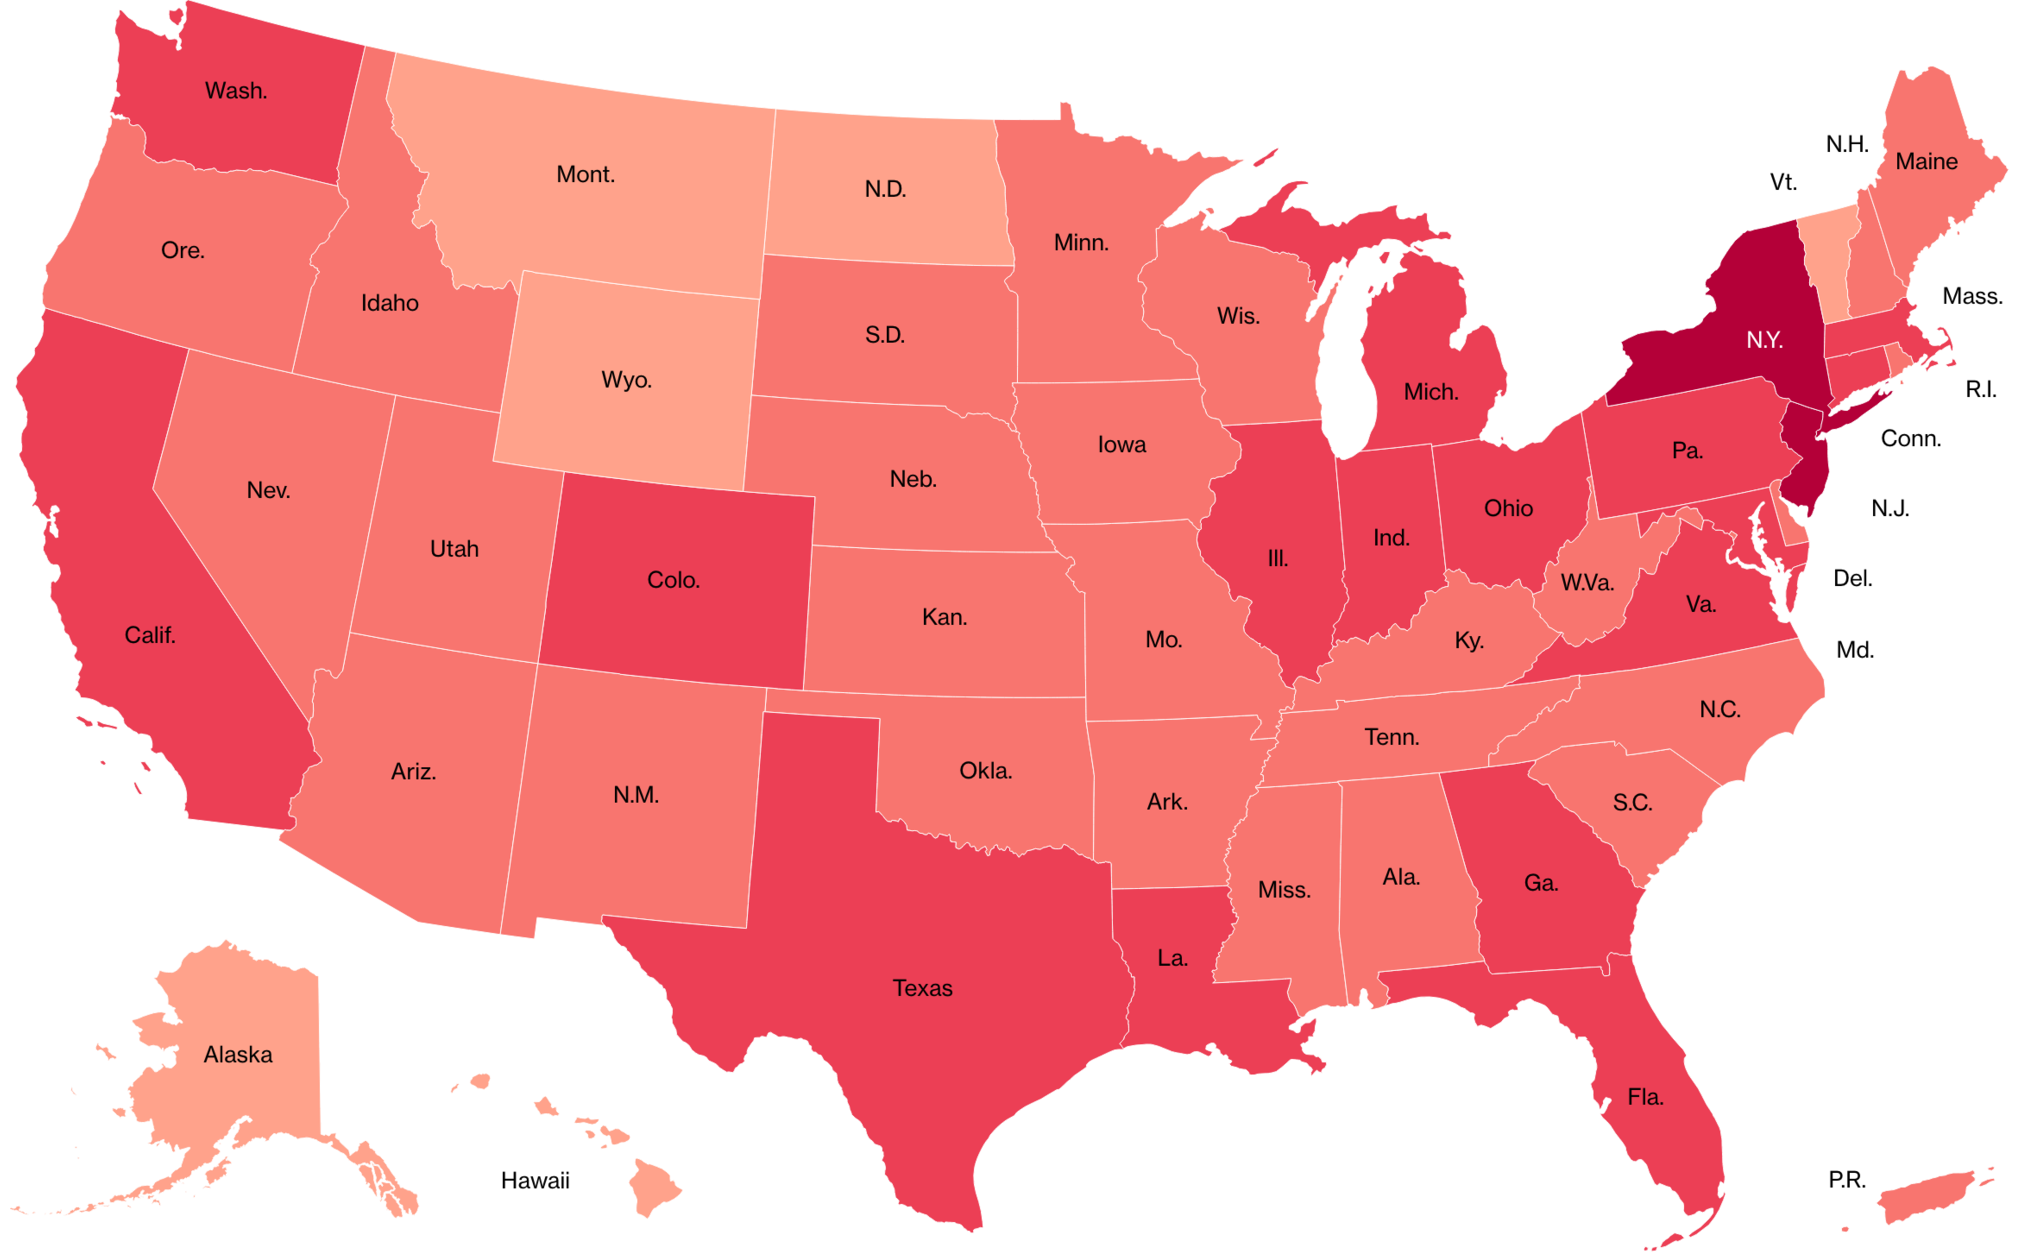 Wash.
N.H.
Maine
Mont.
Vt.
N.D.
Minn.
Ore.
Mass.
Idaho
Wis.
S.D.
N.Y.
Wyo.
R.I.
Mich.
Conn.
Iowa
Pa.
Neb.
Nev.
Ohio
N.J.
Ind.
Utah
Ill.
Colo.
Del.
W.Va.
Va.
Kan.
Calif.
Mo.
Ky.
Md.
N.C.
Tenn.
Okla.
Ariz.
N.M.
Ark.
S.C.
Ala.
Ga.
Miss.
La.
Texas
Alaska
Fla.
Hawaii
P.R.